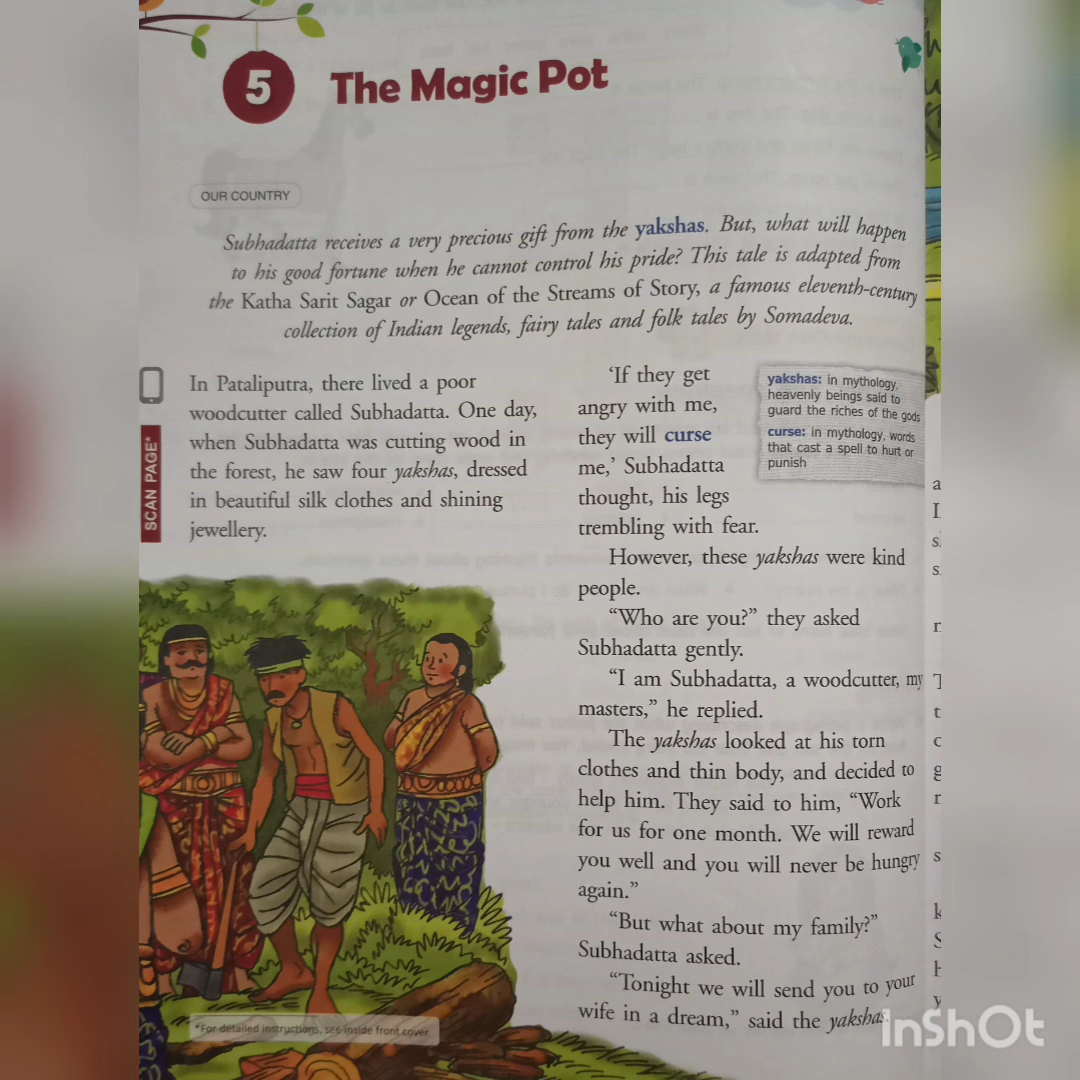 5 The Magic Pot
OUR COUNTRY
Subhadatta receives a very precious gift from the yakshas. But, what will happen
to his good fortune when he cannot control his pride? This tale is adapted from
the Katha Sarit Sagar or Ocean of the Streams of Story, a famous eleventh-century
collection of Indian legends, fairy tales and folk tales by Somadeva.
SCAN PAGE*
In Pataliputra, there lived a poor
woodcutter called Subhadatta. One day,
when Subhadatta was cutting wood in
the forest, he saw four yakshas, dressed
in beautiful silk clothes and shining
jewellery.
*For detailed instructions, see inside front cover.
‘If they get
angry with me,
they will curse
me,’ Subhadatta
thought, his legs
trembling with fear.
yakshas: in mythology,
heavenly beings said to
guard the riches of the gods
curse: in mythology, words
that cast a spell to hurt or
punish
However, these yakshas were kind
people.
“Who are you?” they asked
Subhadatta gently.
“I am Subhadatta, a woodcutter, my
masters,” he replied.
The yakshas looked at his torn
clothes and thin body, and decided to
help him. They said to him, “Work
for us for one month. We will reward
you well and you will never be hungry
again.”
“But what about my family?”
Subhadatta asked.
“Tonight we will send you to your
wife in a dream,” said the yakshas.
InShOt